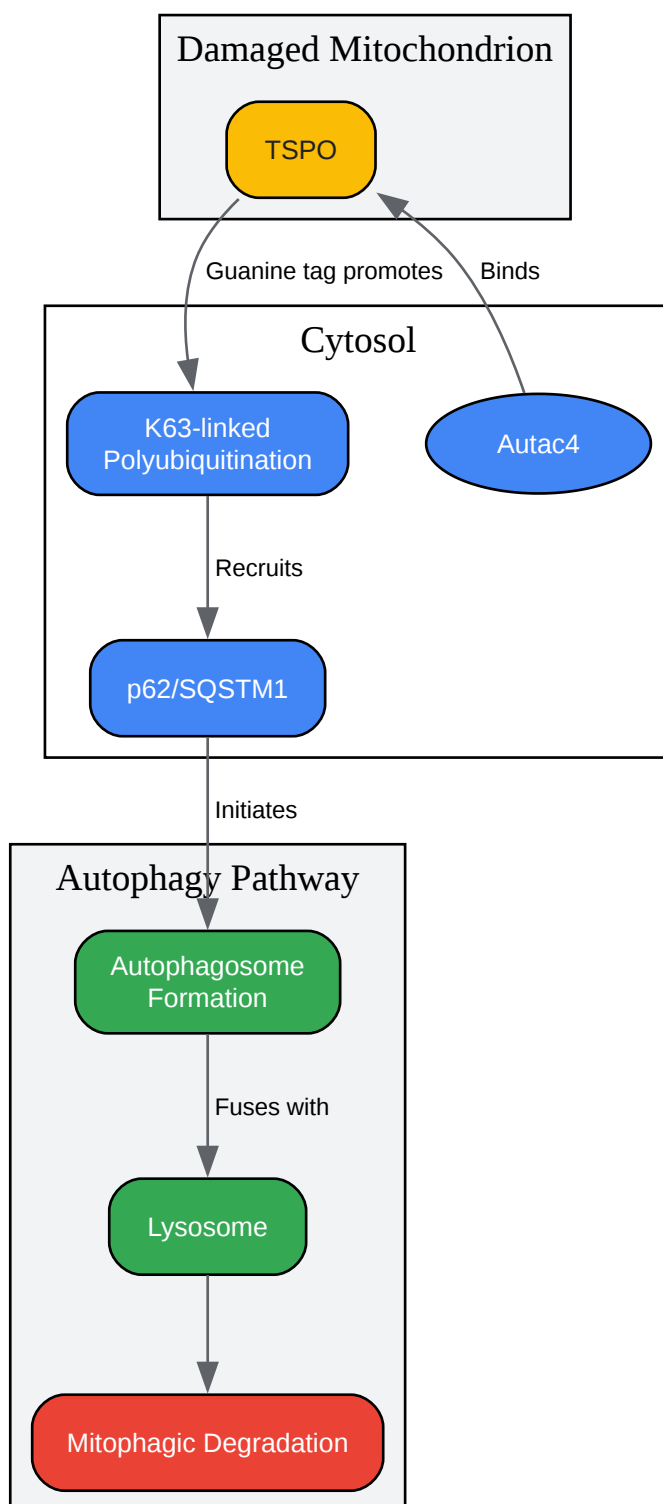 Damaged Mitochondrion
TSPO
Guanine tag promotes
Binds
Cytosol
K63-linked
Polyubiquitination
Autac4
Recruits
p62/SQSTM1
Initiates
Autophagy Pathway
Autophagosome
Formation
Fuses with
Lysosome
Mitophagic Degradation